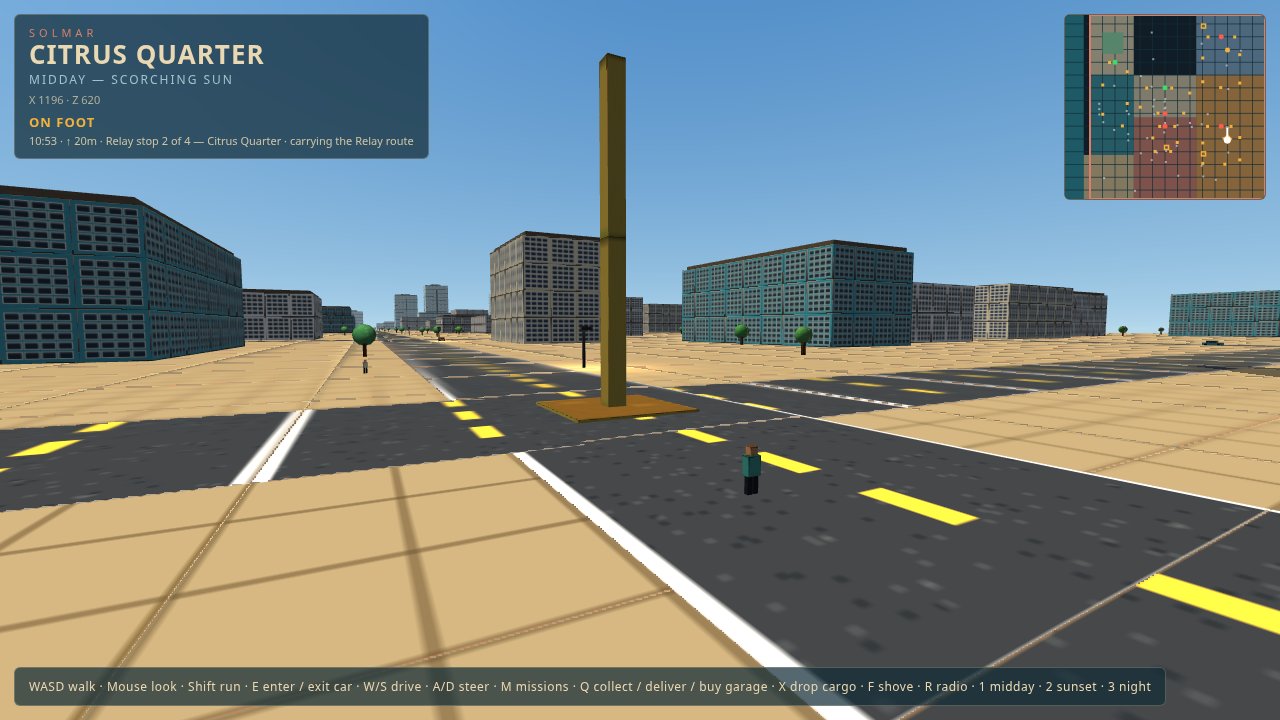 SOLMAR
CITRUS QUARTER
MIDDAY — SCORCHING SUN
X 1196 · Z 620
ON FOOT
10:53 · ↑ 20m · Relay stop 2 of 4 — Citrus Quarter · carrying the Relay route
WASD walk · Mouse look · Shift run · E enter / exit car · W/S drive · A/D steer · M missions · Q collect / deliver / buy garage · X drop cargo · F shove · R radio · 1 midday · 2 sunset · 3 night